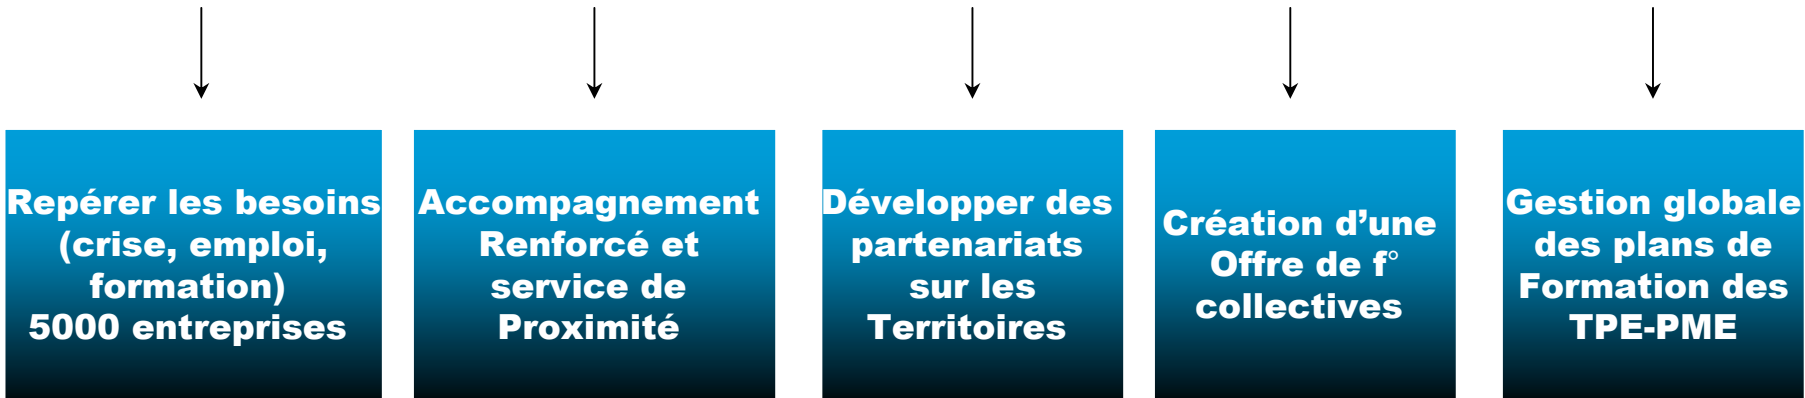 Repérer les besoins
(crise, emploi,
formation)
5000 entreprises
Accompagnement
Renforcé et
service de
Proximité
Développer des
partenariats
sur les
Territoires
Création d’une
Offre de f°
collectives
Gestion globale
des plans de
Formation des
TPE-PME